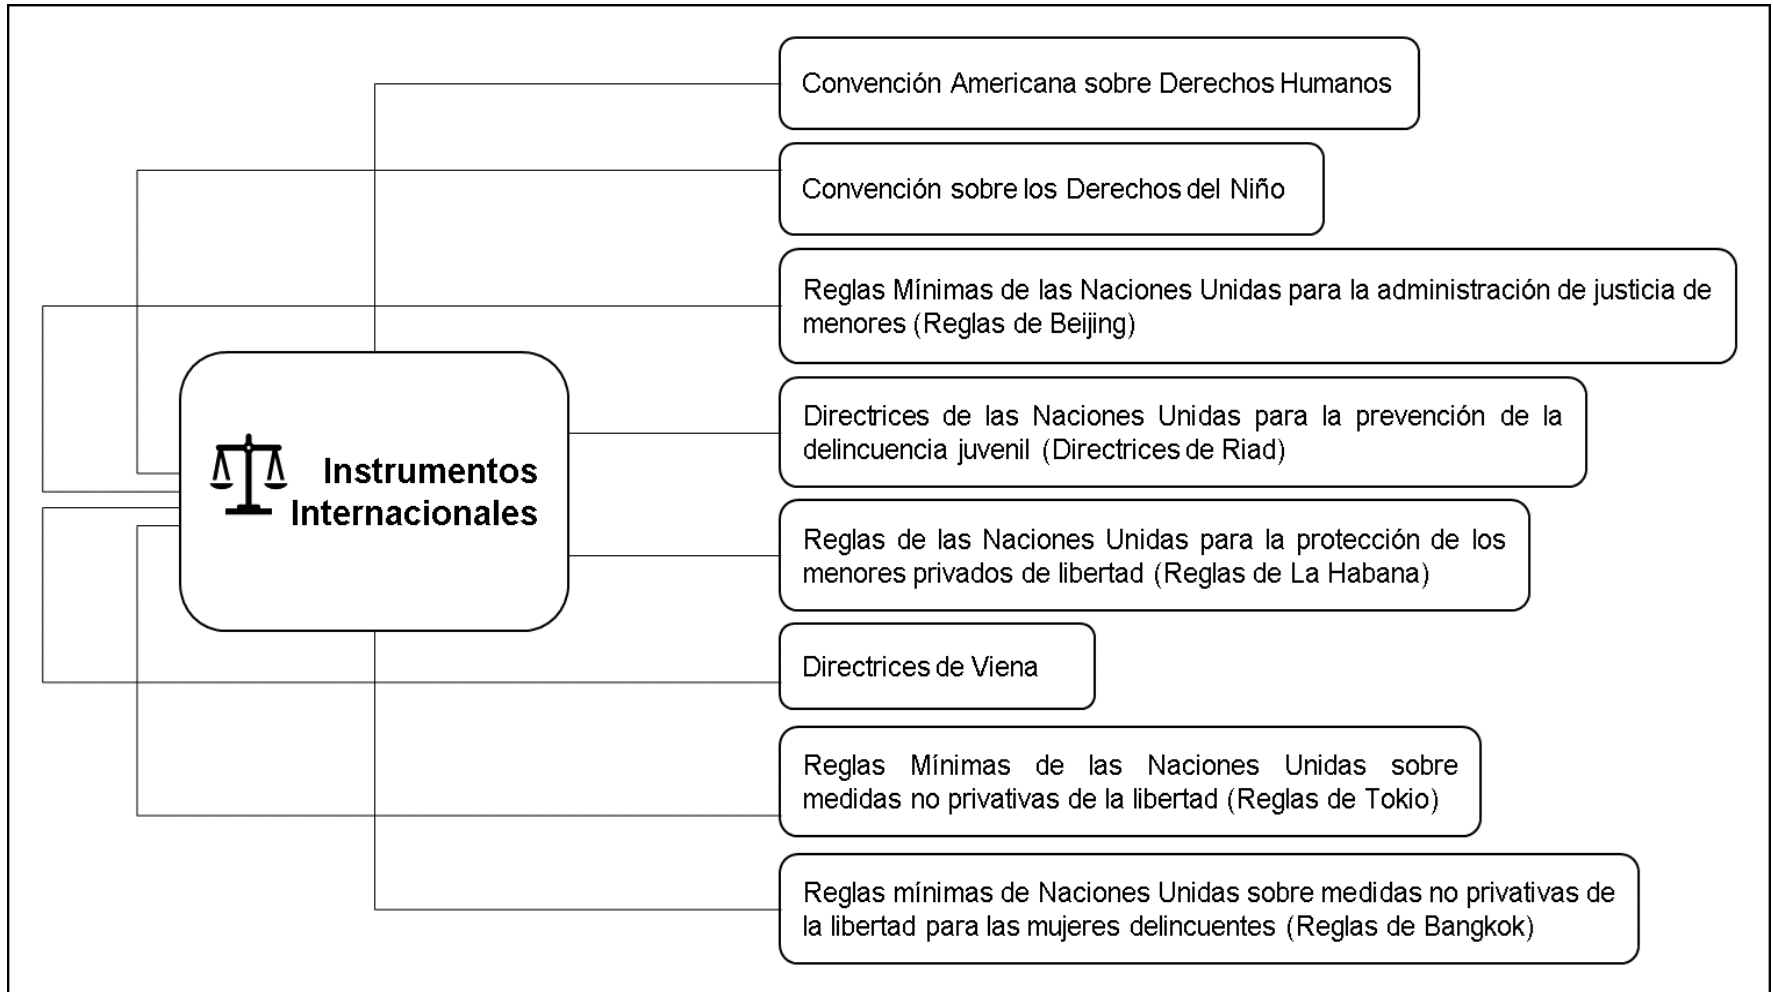 Convención Americana sobre Derechos Humanos
Convención sobre los Derechos del Niño
Reglas Mínimas de las Naciones Unidas para la administración de justicia de
menores (Reglas de Beijing)
Directrices de las Naciones Unidas para la prevención de la
delincuencia juvenil (Directrices de Riad)
Instrumentos
Internacionales
Reglas de las Naciones Unidas para la protección de los
menores privados de libertad (Reglas de La Habana)
Directrices de Viena
Reglas Mínimas de las Naciones Unidas sobre
medidas no privativas de la libertad (Reglas de Tokio)
Reglas mínimas de Naciones Unidas sobre medidas no privativas de
la libertad para las mujeres delincuentes (Reglas de Bangkok)